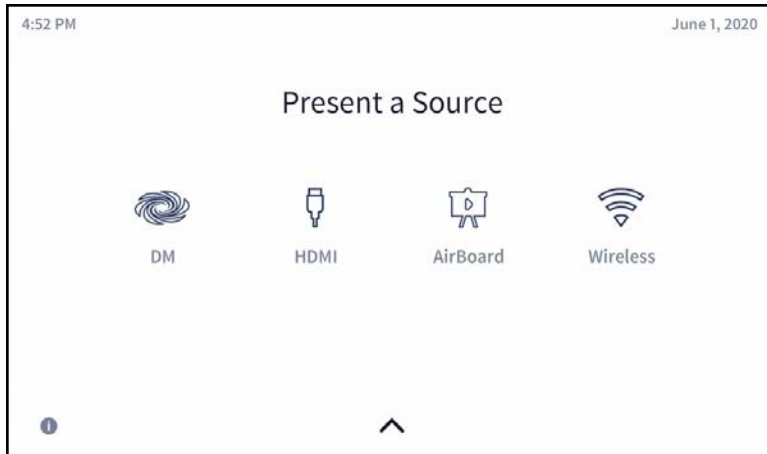 4:52 PM
June 1, 2020
Present a Source
DM
HDMI
AirBoard
Wireless